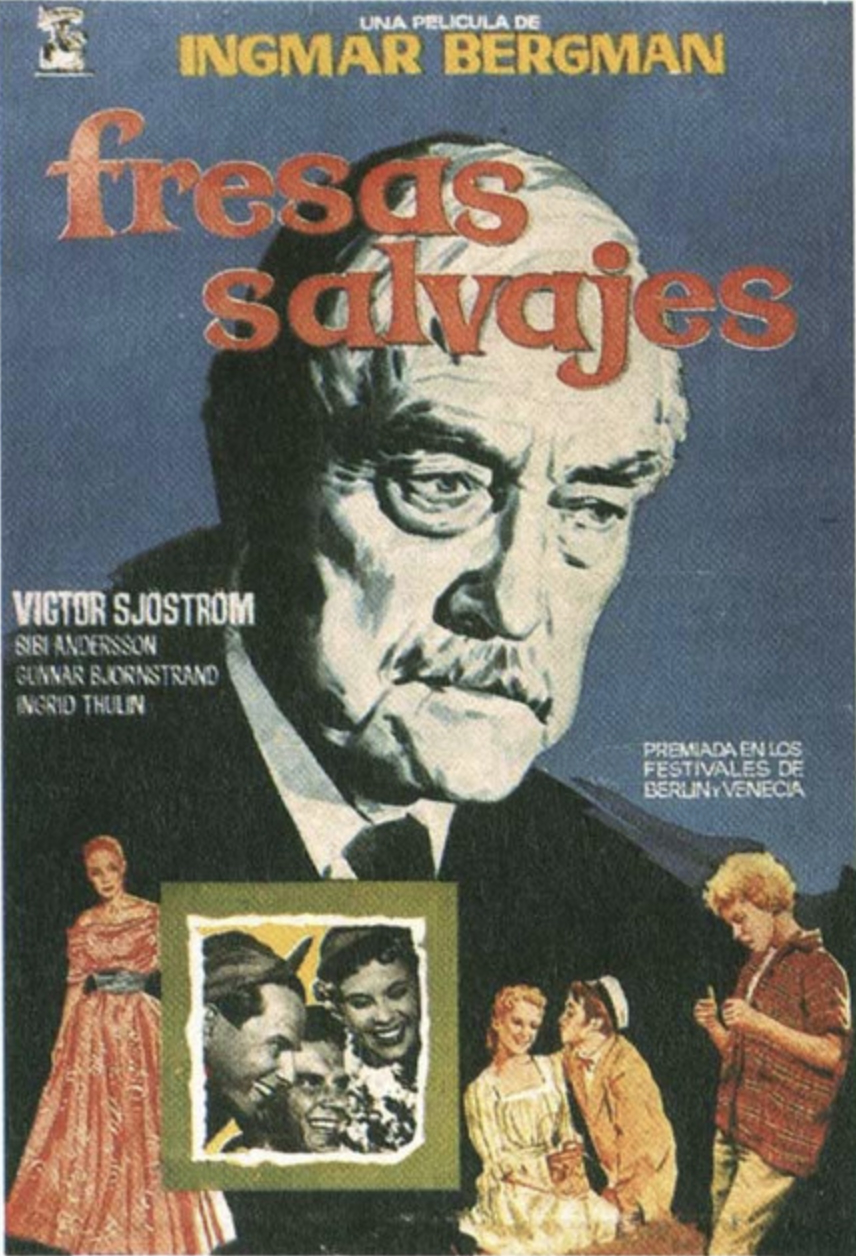 UNA PELICULA DE
INGMAR BERGMAN
fresas
salvajes
VICTOR SJOSTROM
BIBI ANDERSSON
GUNNAR BJORNSTRAND
INGRID THULIN
PREMIADA EN LOS
FESTIVALES DE
BERLIN Y VENECIA